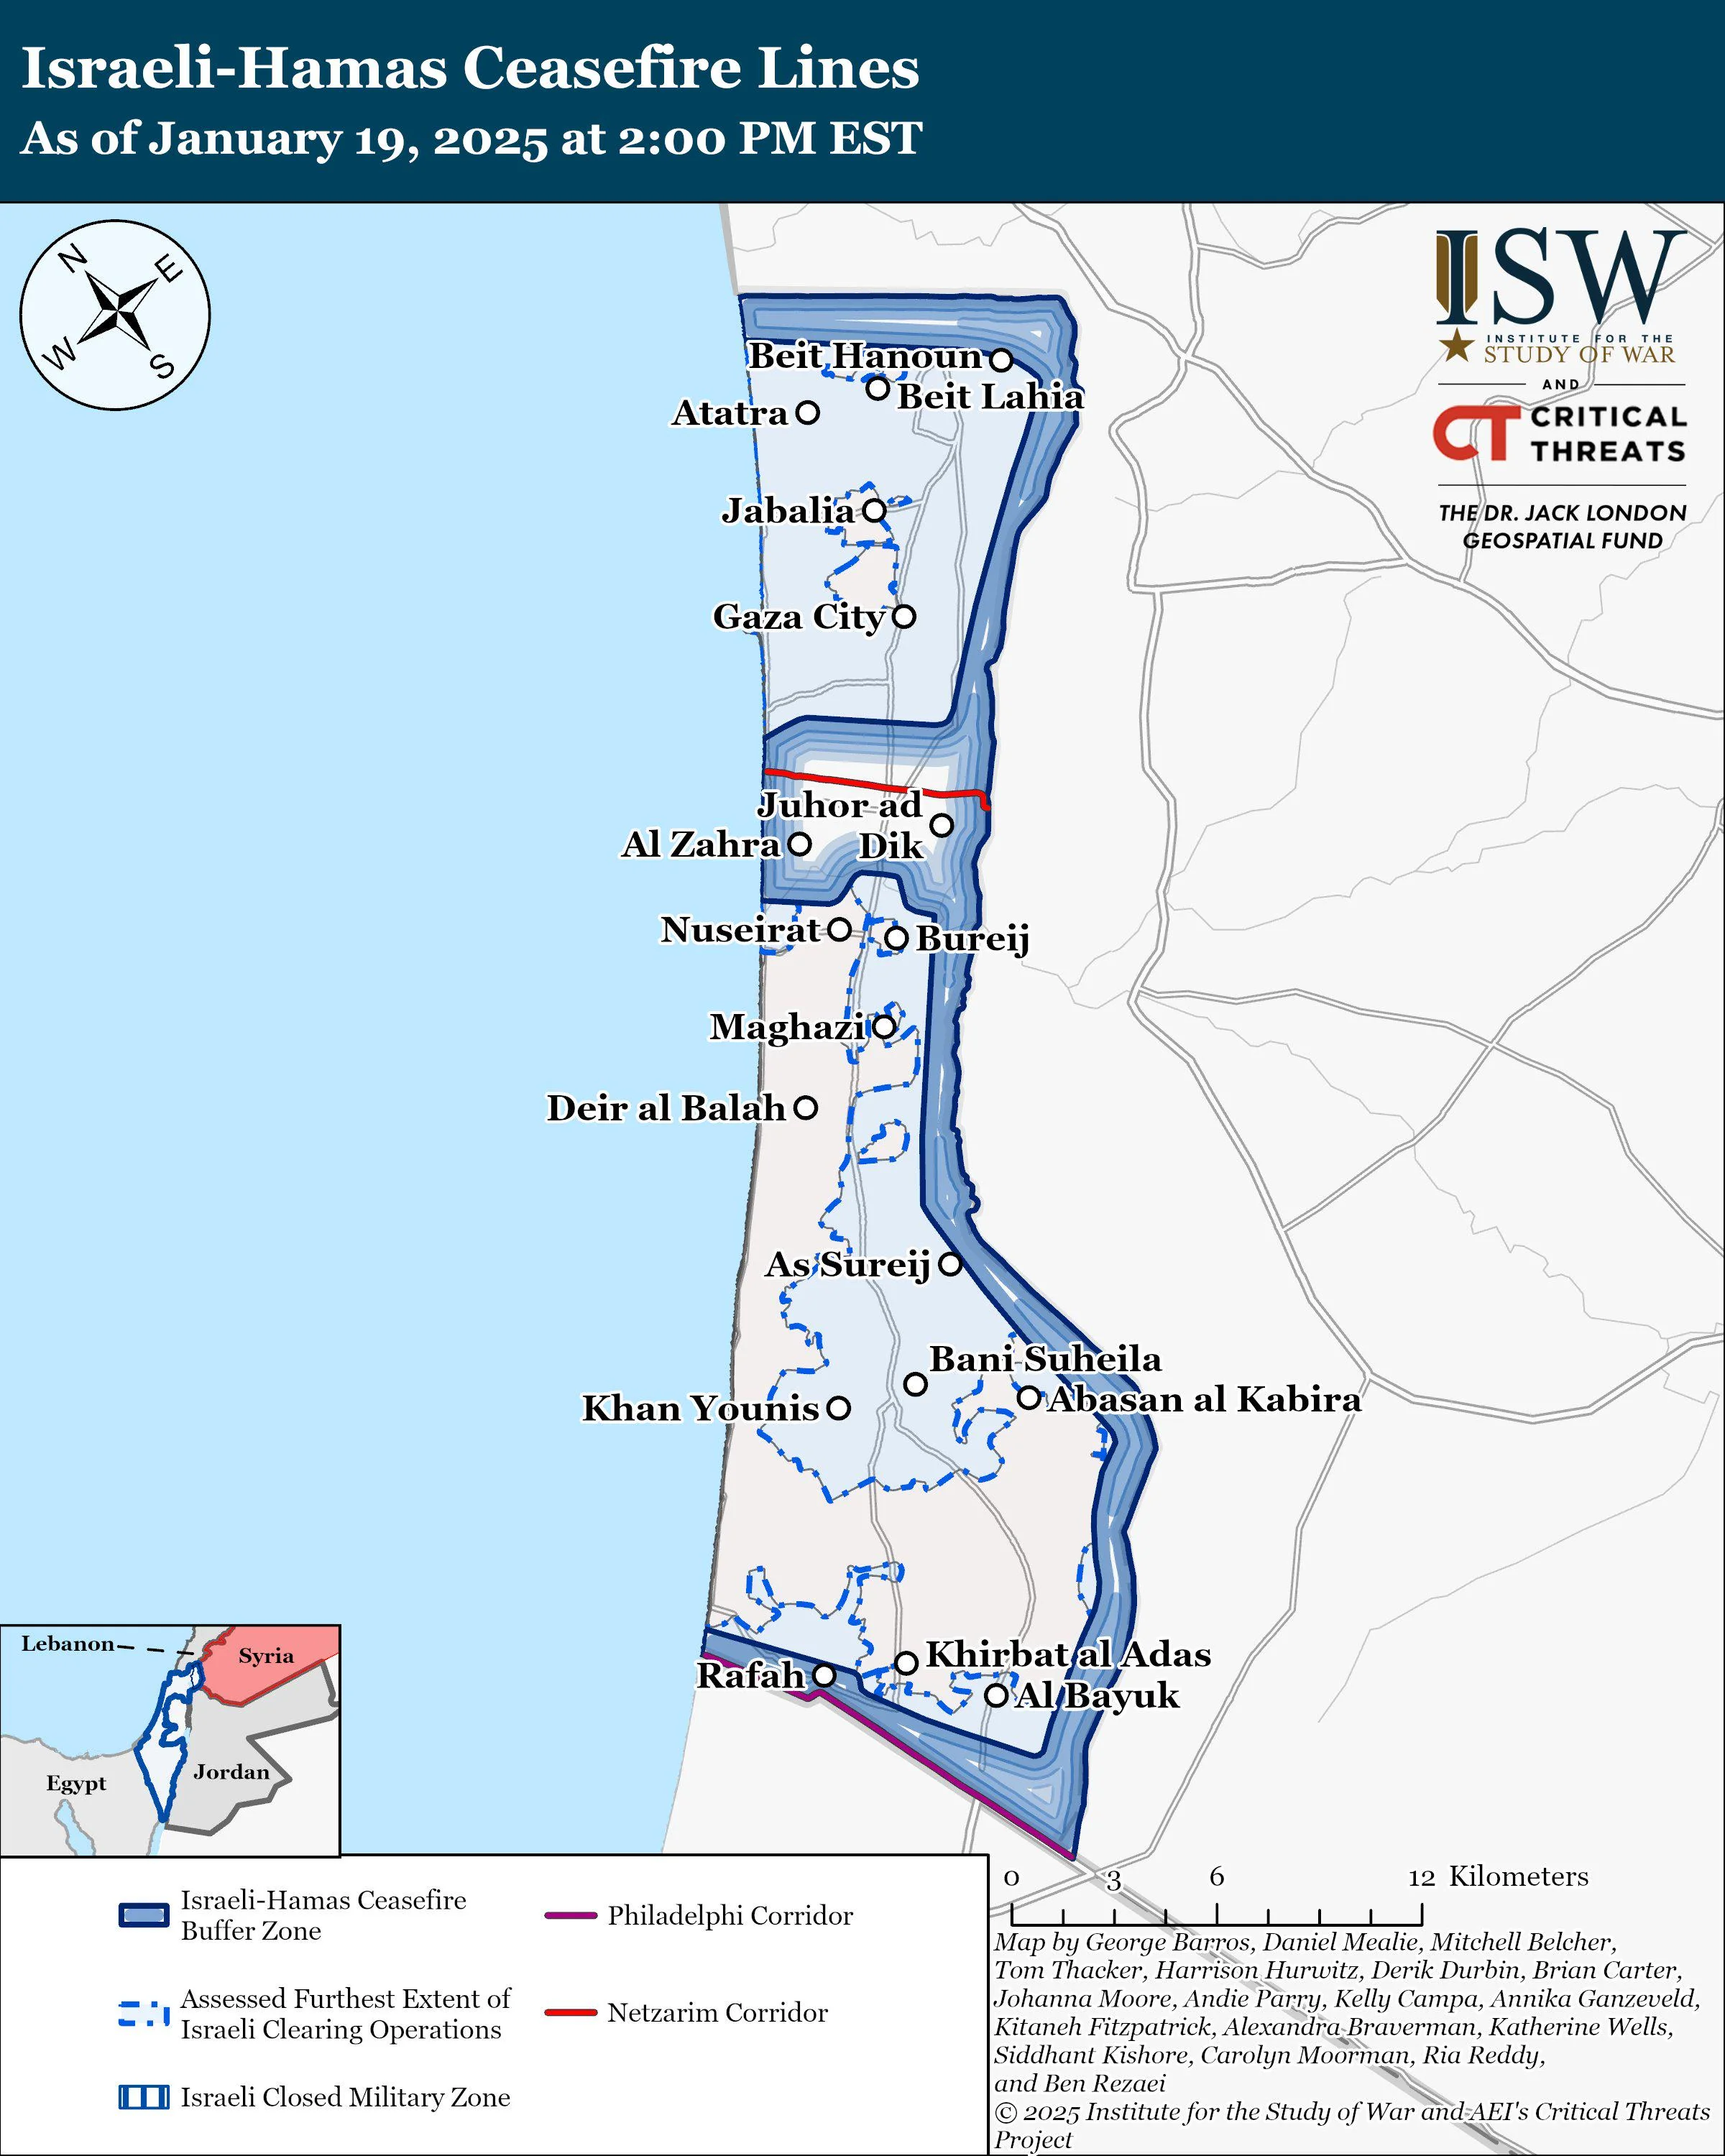 Israeli-Hamas Ceasefire Lines
As of January 19, 2025 at 2:00 PM EST
N
E
W
S
ISW
INSTITUTE FOR THE
STUDY OF WAR
AND
CT CRITICAL
THREATS
THE DR. JACK LONDON
GEOSPATIAL FUND
Beit Hanoun
Beit Lahia
Atatra
Jabalia
Gaza City
Juhor ad
Dik
Al Zahra
Nuseirat
Bureij
Maghazi
Deir al Balah
As Sureij
Bani Suheila
Abasan al Kabira
Khan Younis
Khirbat al Adas
Rafah
Al Bayuk
Lebanon
Syria
Jordan
Egypt
Israeli-Hamas Ceasefire
Buffer Zone
Assessed Furthest Extent of
Israeli Clearing Operations
Israeli Closed Military Zone
Philadelphi Corridor
Netzarim Corridor
0 3 6 12 Kilometers
Map by George Barros, Daniel Mealie, Mitchell Belcher,
Tom Thacker, Harrison Hurwitz, Derik Durbin, Brian Carter,
Johanna Moore, Andie Parry, Kelly Campa, Annika Ganzeveld,
Kitaneh Fitzpatrick, Alexandra Braverman, Katherine Wells,
Siddhant Kishore, Carolyn Moorman, Ria Reddy,
and Ben Rezaei
© 2025 Institute for the Study of War and AEI's Critical Threats
Project